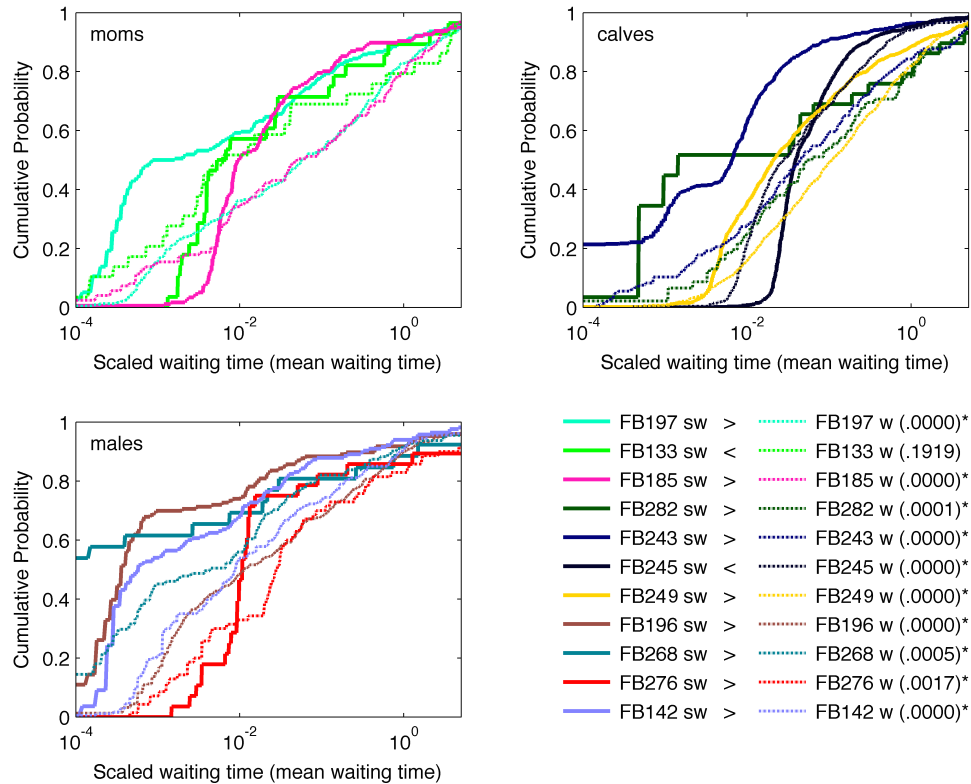 moms
Cumulative Probability
0
0.2
0.4
0.6
0.8
1
10^-4
10^-2
10^0
Scaled waiting time (mean waiting time)
calves
Cumulative Probability
0
0.2
0.4
0.6
0.8
1
10^-4
10^-2
10^0
Scaled waiting time (mean waiting time)
males
Cumulative Probability
0
0.2
0.4
0.6
0.8
1
10^-4
10^-2
10^0
Scaled waiting time (mean waiting time)
FB197 sw > FB197 w (.0000)*
FB133 sw < FB133 w (.1919)
FB185 sw > FB185 w (.0000)*
FB282 sw > FB282 w (.0001)*
FB243 sw > FB243 w (.0000)*
FB245 sw < FB245 w (.0000)*
FB249 sw > FB249 w (.0000)*
FB196 sw > FB196 w (.0000)*
FB268 sw > FB268 w (.0005)*
FB276 sw > FB276 w (.0017)*
FB142 sw > FB142 w (.0000)*